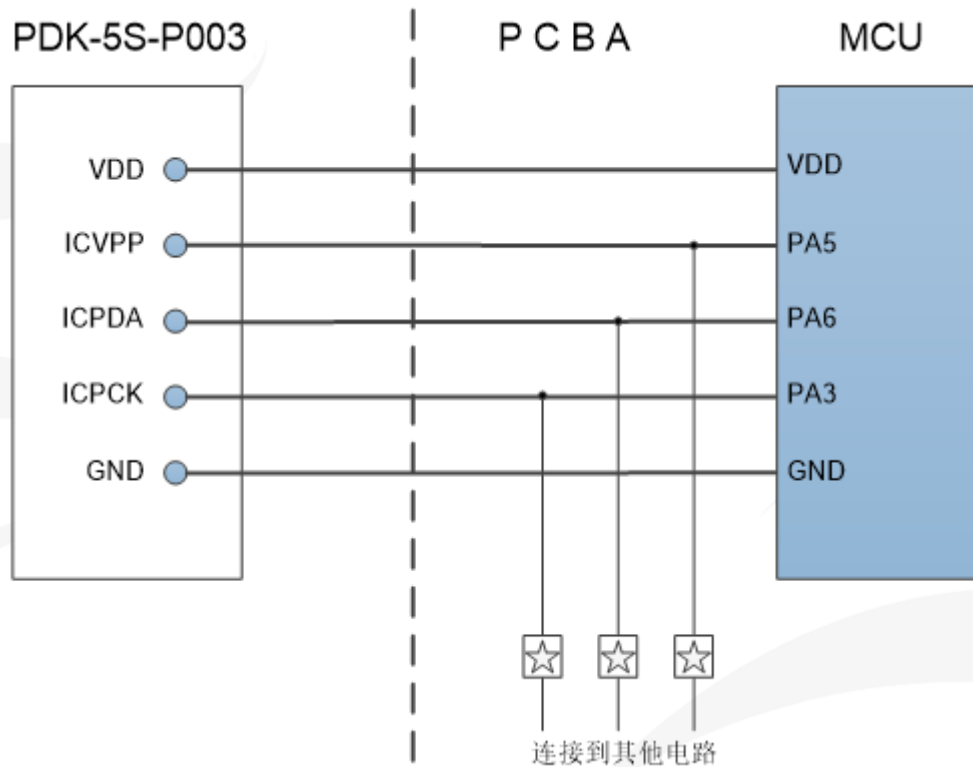 PDK-5S-P003
P C B A
MCU
VDD
VDD
ICVPP
PA5
ICPDA
PA6
ICPCK
PA3
GND
GND
连接到其他电路